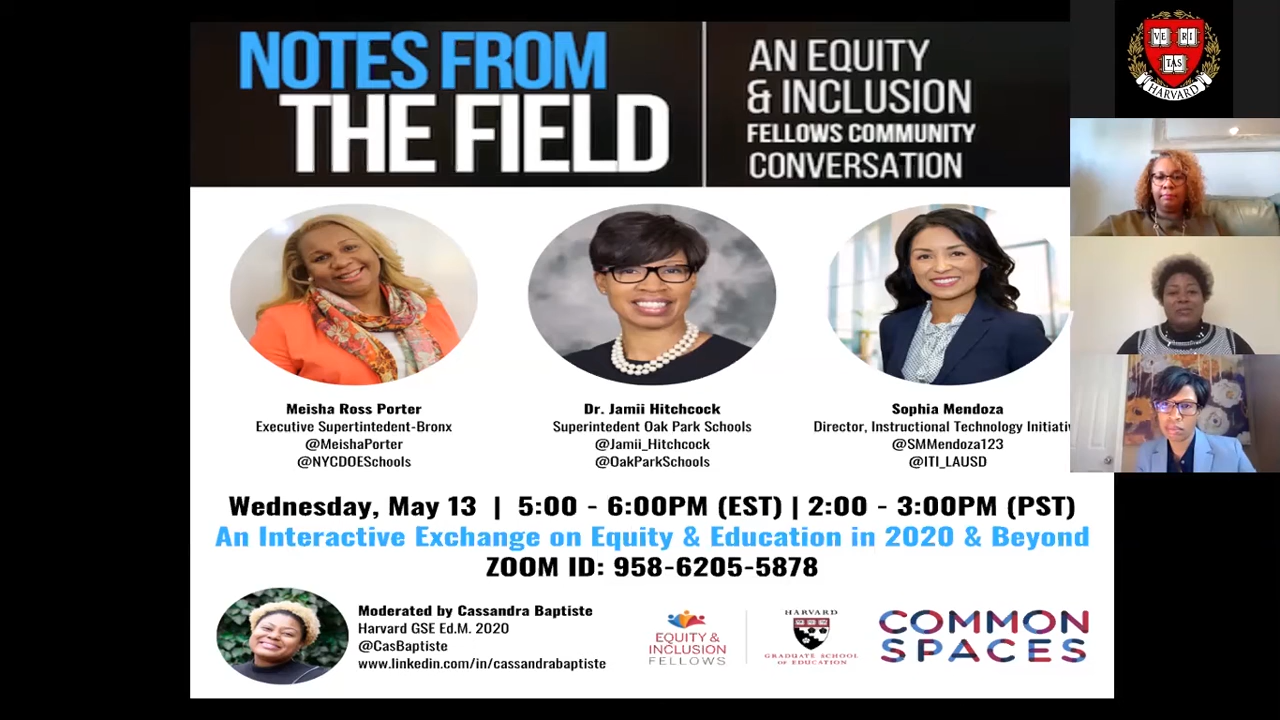 NOTES FROM
THE FIELD
AN EQUITY
& INCLUSION
FELLOWS COMMUNITY
CONVERSATION
VE RI
TAS
HARVARD
Meisha Ross Porter
Executive Supertintedent-Bronx
@MeishaPorter
@NYCDOESchools
Dr. Jamii Hitchcock
Superintedent Oak Park Schools
@Jamii_Hitchcock
@OakParkSchools
Sophia Mendoza
Director, Instructional Technology Initiativ
@SMMendoza123
@ITI_LAUSD
Wednesday, May 13 | 5:00 - 6:00PM (EST) | 2:00 - 3:00PM (PST)
An Interactive Exchange on Equity & Education in 2020 & Beyond
ZOOM ID: 958-6205-5878
Moderated by Cassandra Baptiste
Harvard GSE Ed.M. 2020
@CasBaptiste
www.linkedin.com/in/cassandrabaptiste
EQUITY &
INCLUSION
FELLOWS
HARVARD
GRADUATE SCHOOL
OF EDUCATION
COMMON
SPACES